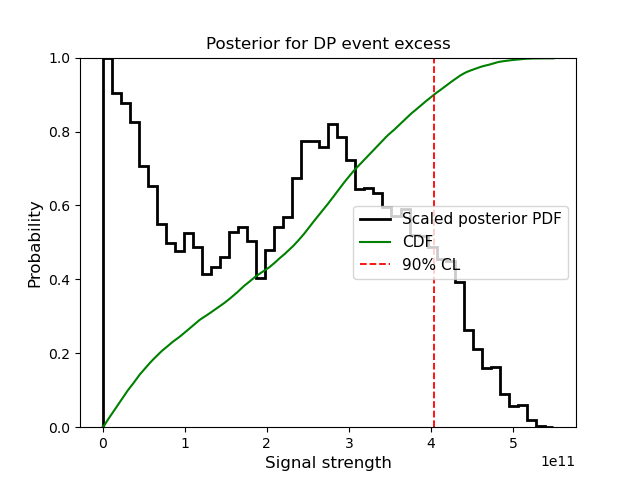 Posterior for DP event excess
Probability
1.0
0.8
0.6
0.4
0.2
0.0
Scaled posterior PDF
CDF
90% CL
0 1 2 3 4 5
1e11
Signal strength